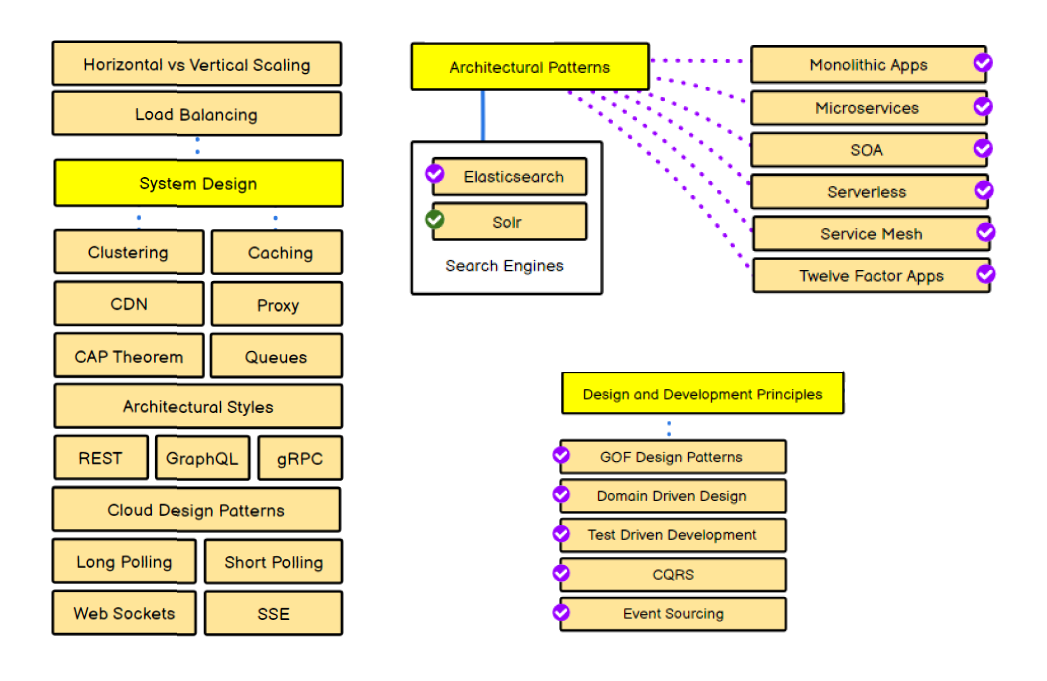 Horizontal vs Vertical Scaling
Load Balancing
System Design
Clustering
Caching
CDN
Proxy
CAP Theorem
Queues
Architectural Styles
REST
GraphQL
gRPC
Cloud Design Patterns
Long Polling
Short Polling
Web Sockets
SSE
Architectural Patterns
Elasticsearch
Solr
Search Engines
Monolithic Apps
Microservices
SOA
Serverless
Service Mesh
Twelve Factor Apps
Design and Development Principles
GOF Design Patterns
Domain Driven Design
Test Driven Development
CQRS
Event Sourcing